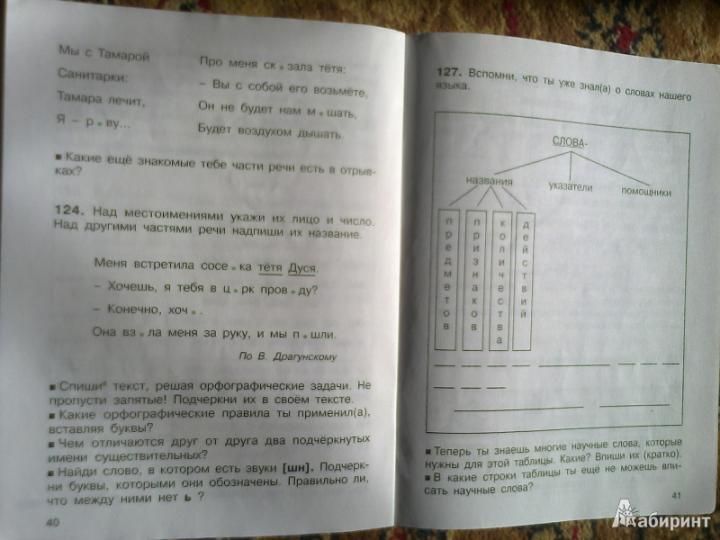 Мы с Тамарой
Санитарки:
Тамара лечит,
Я – р . ву...
Про меня ск . зала тётя:
– Вы с собой его возьмёте,
Он не будет нам м . шать,
Будет воздухом дышать.
■ Какие ещё знакомые тебе части речи есть в отрыв-
ках?
124. Над местоимениями укажи их лицо и число.
Над другими частями речи надпиши их название.
Меня встретила сосе . ка тётя Дуся.
– Хочешь, я тебя в ц . рк пров . ду?
– Конечно, хоч . .
Она вз . ла меня за руку, и мы п . шли.
По В. Драгунскому
■ Спиши текст, решая орфографические задачи. Не
пропусти запятые! Подчеркни их в своём тексте.
■ Какие орфографические правила ты применил(а),
вставляя буквы?
■ Чем отличаются друг от друга два подчёркнутых
имени существительных?
■ Найди слово, в котором есть звуки [шн]. Подчерк-
ни буквы, которыми они обозначены. Правильно ли,
что между ними нет ь ?
40
127. Вспомни, что ты уже знал(а) о словах нашего
языка.
СЛОВА-
названия указатели помощники
предметов
признаков
количества
действий
■ Теперь ты знаешь многие научные слова, которые
нужны для этой таблицы. Какие? Впиши их (кратко).
■ В какие строки таблицы ты ещё не можешь впи-
сать научные слова?
41
Лабиринт